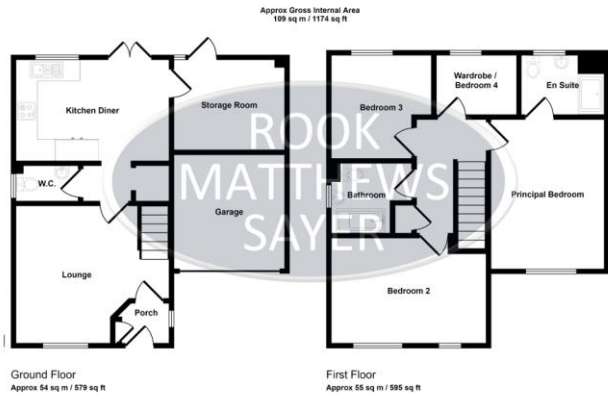 Approx Gross Internal Area
109 sq m / 1174 sq ft
Kitchen Diner
Storage Room
W.C.
Garage
Lounge
Porch
Bedroom 3
Wardrobe /
Bedroom 4
En Suite
Bathroom
Principal Bedroom
Bedroom 2
ROOK
MATTHEWS
SAYER
Ground Floor
Approx 54 sq m / 579 sq ft
First Floor
Approx 55 sq m / 595 sq ft